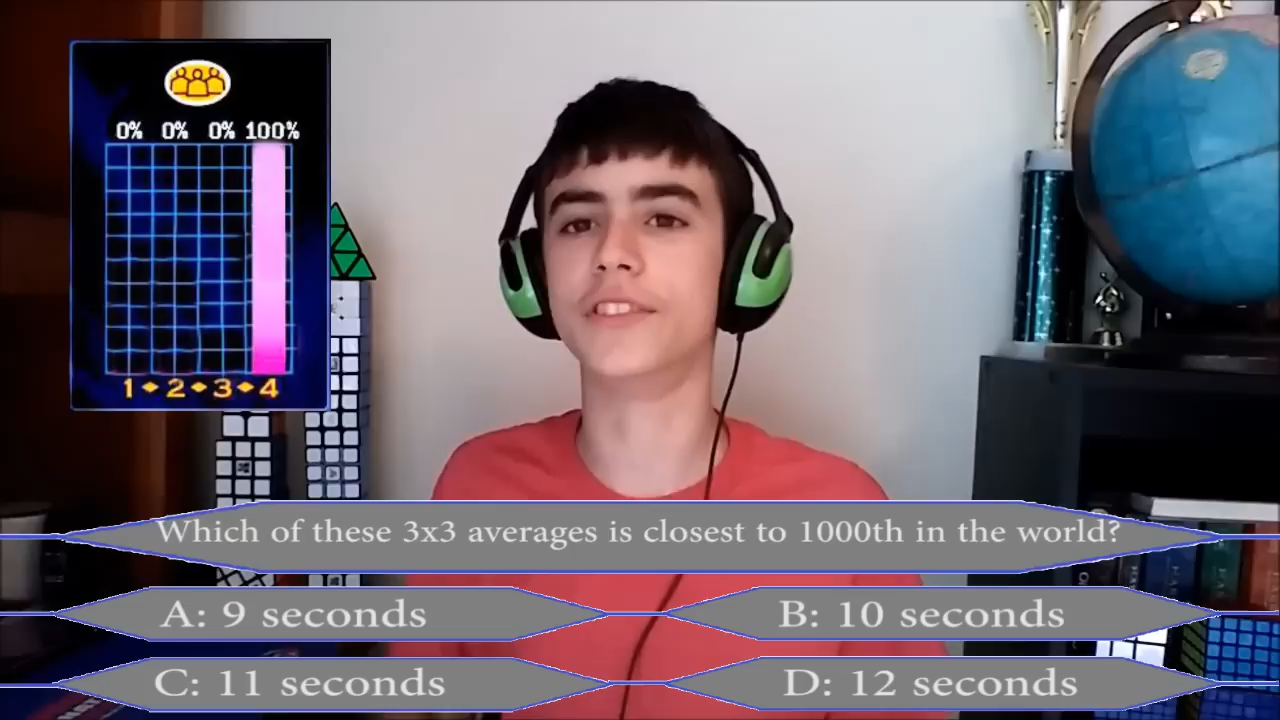 0% 0% 0% 100%
1 ◆ 2 ◆ 3 ◆ 4
Which of these 3x3 averages is closest to 1000th in the world?
A: 9 seconds
B: 10 seconds
C: 11 seconds
D: 12 seconds